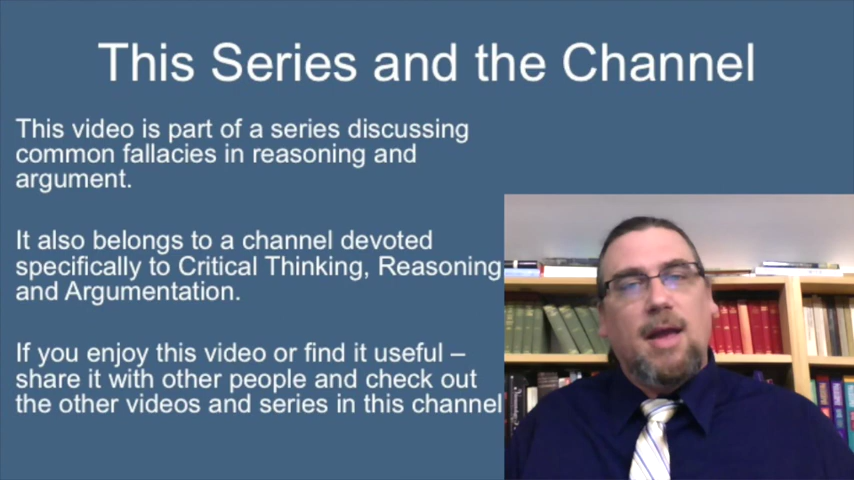 This Series and the Channel
This video is part of a series discussing
common fallacies in reasoning and
argument.
It also belongs to a channel devoted
specifically to Critical Thinking, Reasoning
and Argumentation.
If you enjoy this video or find it useful –
share it with other people and check out
the other videos and series in this channel